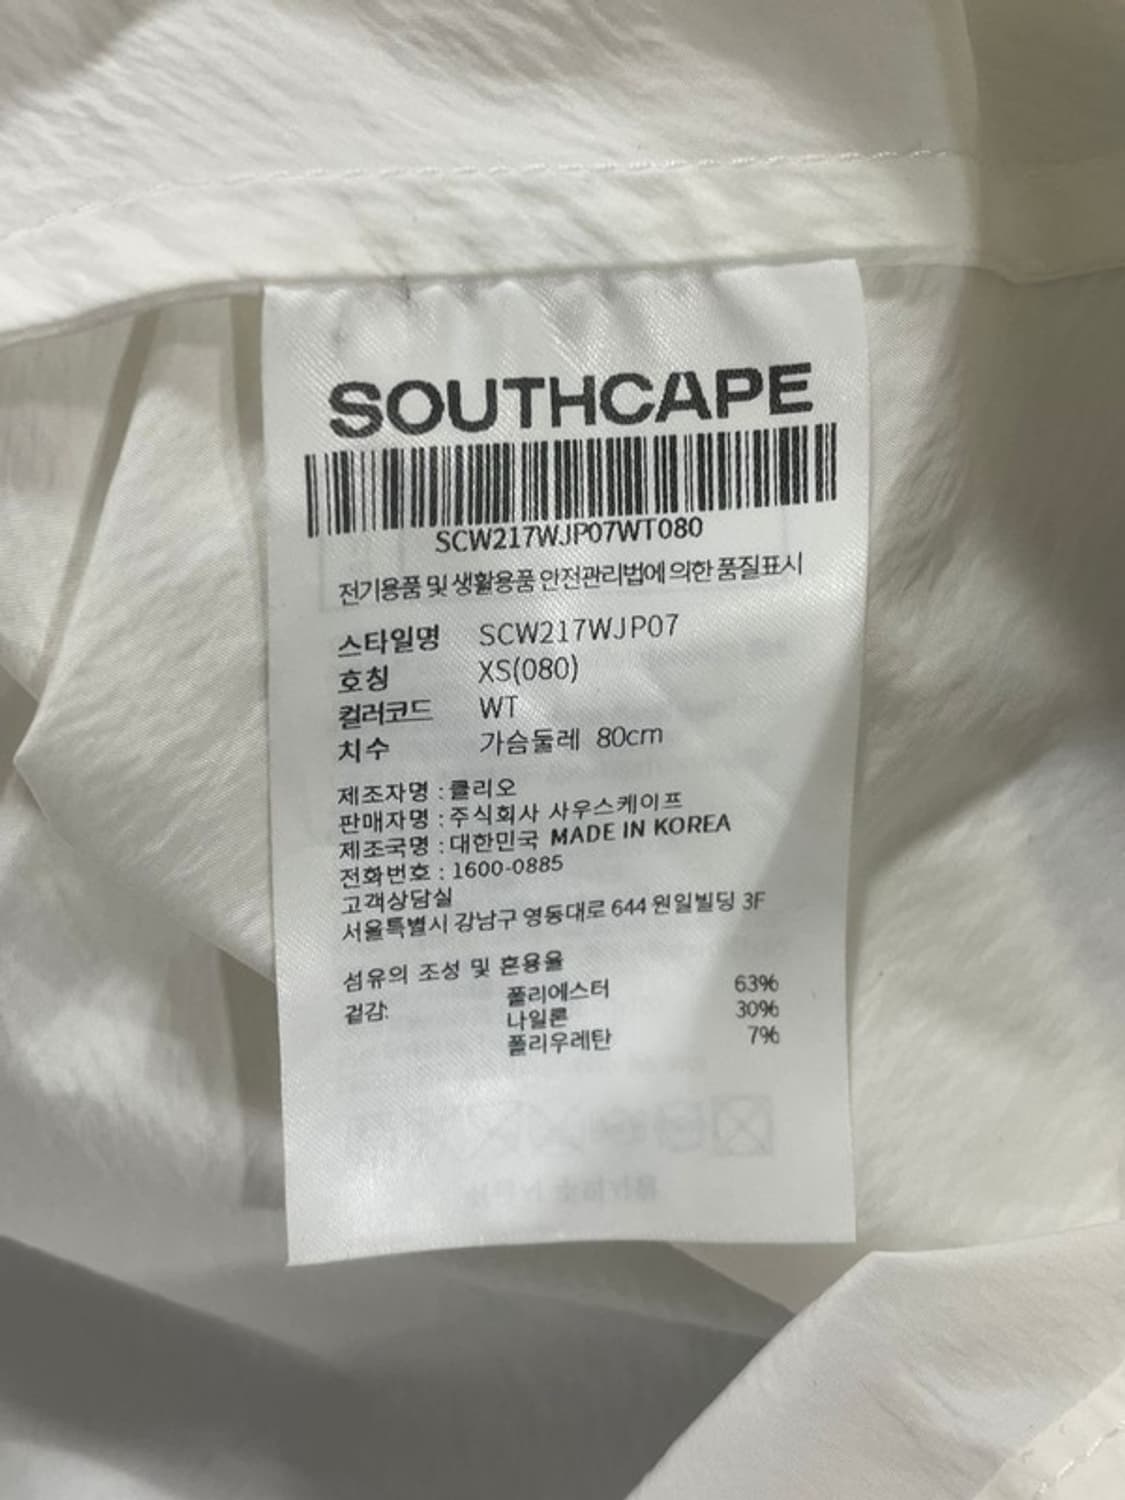 SOUTHCAPE
SCW217WJP07WT080
전기용품 및 생활용품 안전관리법에 의한 품질표시
스타일명 SCW217WJP07
호칭 XS(080)
컬러코드 WT
치수 가슴둘레 80cm
제조자명 : 클리오
판매자명 : 주식회사 사우스케이프
제조국명 : 대한민국 MADE IN KOREA
전화번호 : 1600-0885
고객상담실
서울특별시 강남구 영동대로 644 원일빌딩 3F
섬유의 조성 및 혼용율
겉감: 폴리에스터 63%
나일론 30%
폴리우레탄 7%